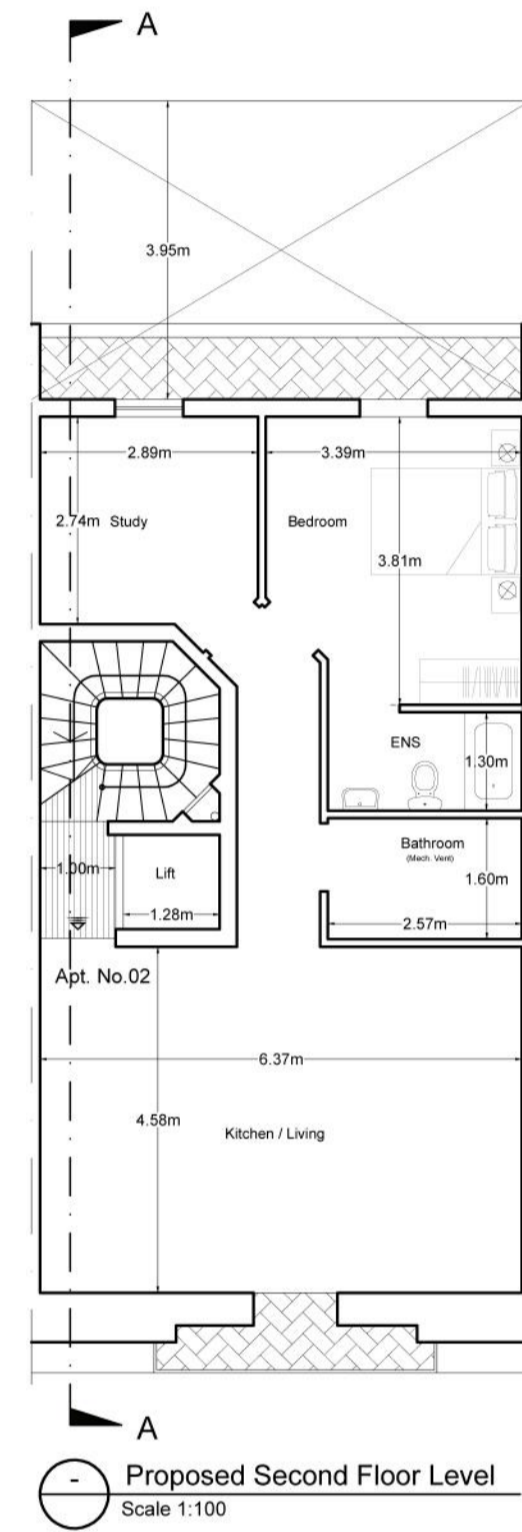 A
3.95m
2.89m
3.39m
2.74m Study
Bedroom
3.81m
ENS
1.30m
Bathroom
(Mech. Vent)
1.00m
Lift
1.60m
1.28m
2.57m
Apt. No.02
6.37m
4.58m
Kitchen / Living
A
- Proposed Second Floor Level
Scale 1:100